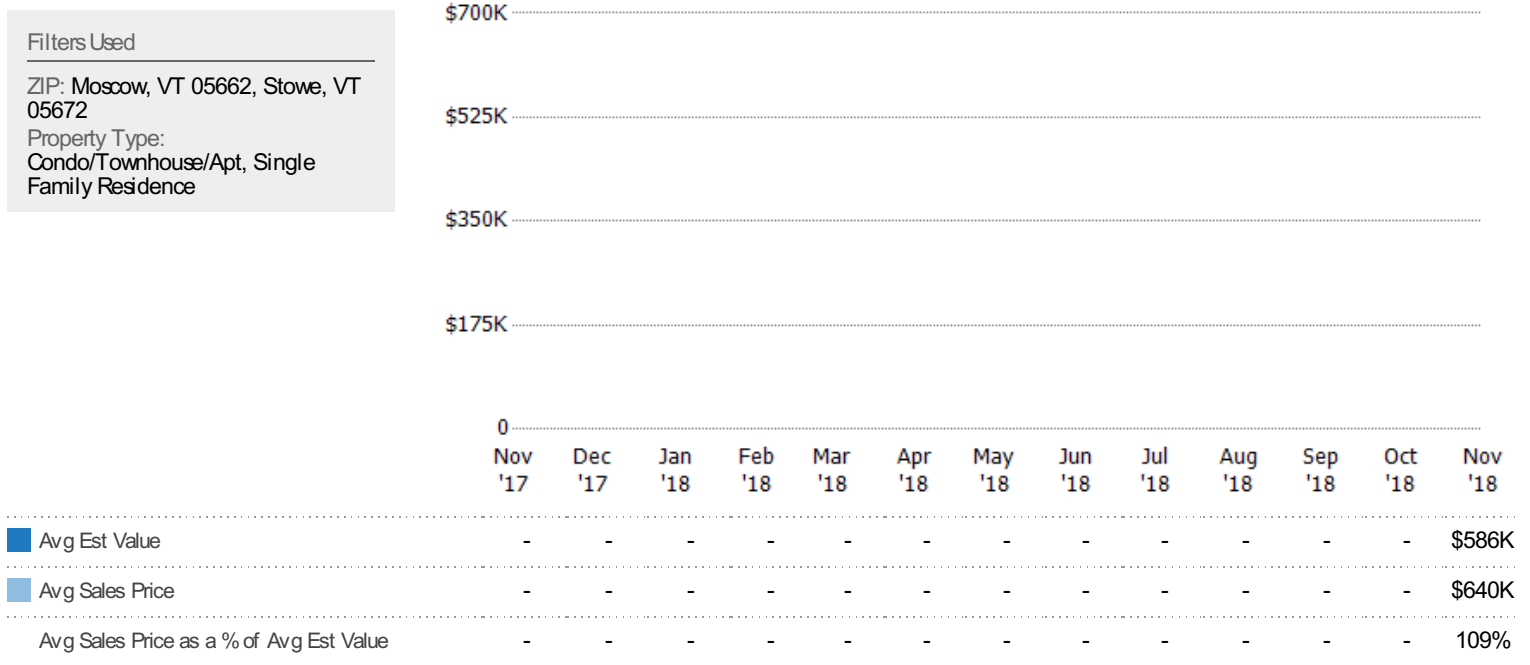 Filters Used
ZIP: Moscow, VT 05662, Stowe, VT
05672
Property Type:
Condo/Townhouse/Apt, Single
Family Residence
$700K
$525K
$350K
$175K
0
Nov Dec Jan Feb Mar Apr May Jun Jul Aug Sep Oct Nov
'17 '17 '18 '18 '18 '18 '18 '18 '18 '18 '18 '18 '18
Avg Est Value - - - - - - - - - - - - $586K
Avg Sales Price - - - - - - - - - - - - $640K
Avg Sales Price as a % of Avg Est Value - - - - - - - - - - - - 109%